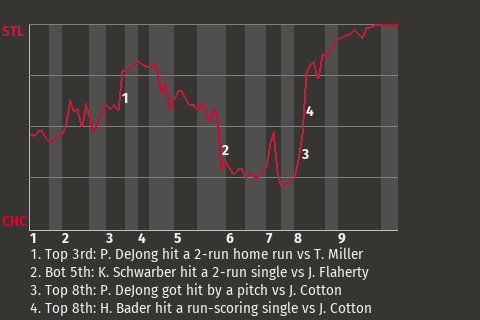 STL
1
4
2
3
CHC
1 2 3 4 5 6 7 8 9
1. Top 3rd: P. DeJong hit a 2-run home run vs T. Miller
2. Bot 5th: K. Schwarber hit a 2-run single vs J. Flaherty
3. Top 8th: P. DeJong got hit by a pitch vs J. Cotton
4. Top 8th: H. Bader hit a run-scoring single vs J. Cotton